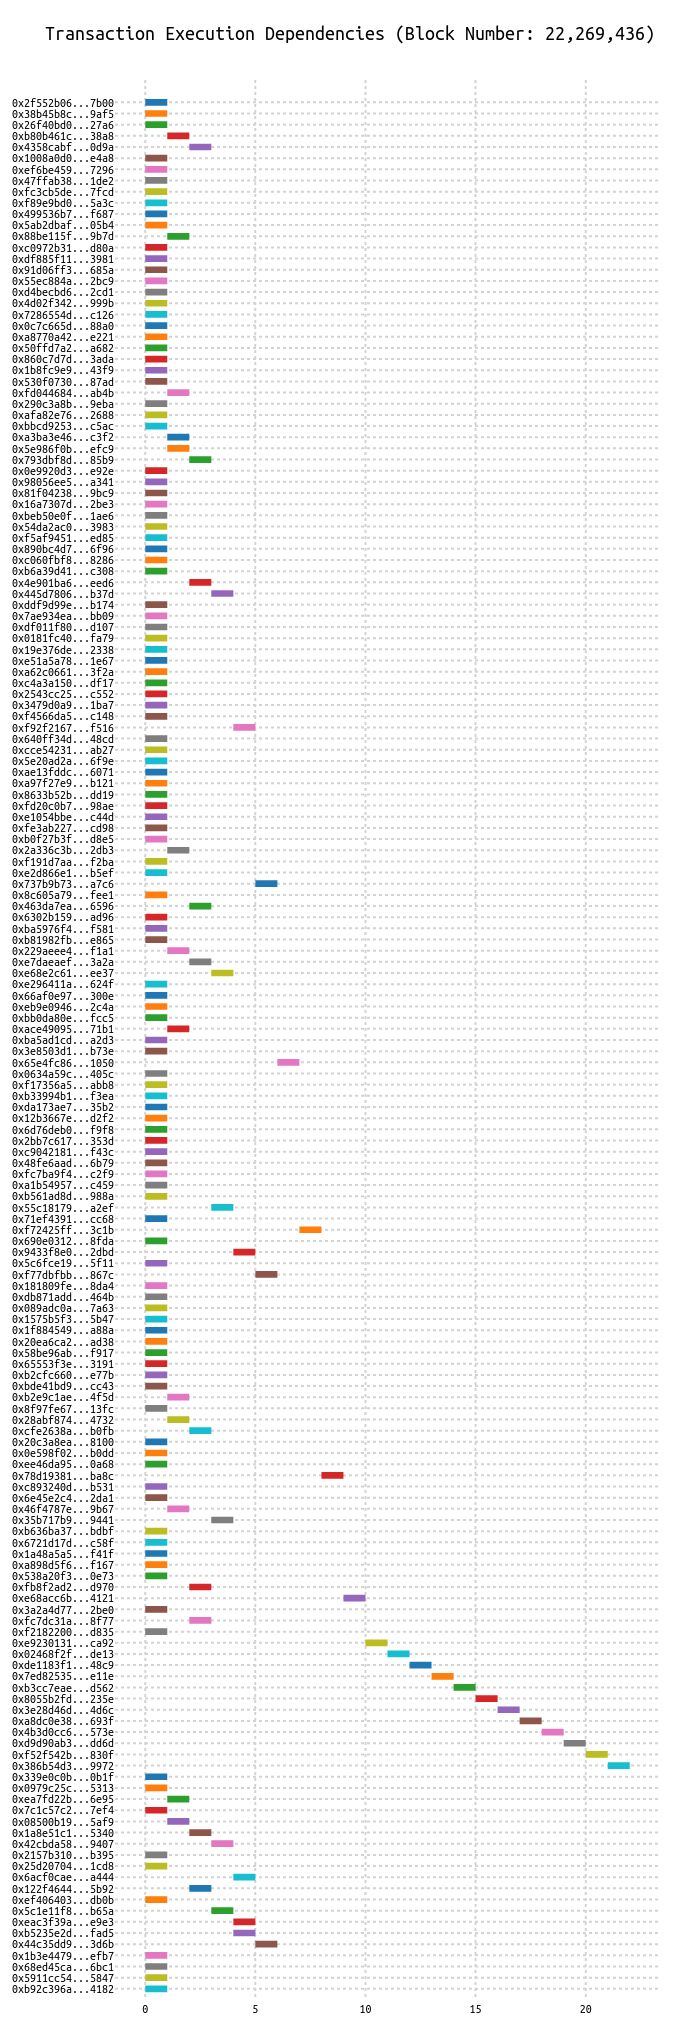 Transaction Execution Dependencies (Block Number: 22,269,436)
0x2f552b06...7b00
0x38b45b8c...9af5
0x26f40bd0...27a6
0xb80b461c...38a8
0x4358cabf...0d9a
0x1008a0d0...e4a8
0xef6be459...7296
0x47ffab38...1de2
0xfc3cb5de...7fcd
0xf89e9bd0...5a3c
0x499536b7...f687
0x5ab2dbaf...05b4
0x88be115f...9b7d
0xc0972b31...d80a
0xdf885f11...3981
0x91d06ff3...685a
0x55ec884a...2bc9
0xd4becbd6...2cd1
0x4d02f342...999b
0x7286554d...c126
0x0c7c665d...88a0
0xa8770a42...e221
0x50ffd7a2...a682
0x860c7d7d...3ada
0x1b8fc9e9...43f9
0x530f0730...87ad
0xfd044684...ab4b
0x290c3a8b...9eba
0xafa82e76...2688
0xbbcd9253...c5ac
0xa3ba3e46...c3f2
0x5e986f0b...efc9
0x793dbf8d...85b9
0x0e9920d3...e92e
0x98056ee5...a341
0x81f04238...9bc9
0x16a7307d...2be3
0xbeb50e0f...1ae6
0x54da2ac0...3983
0xf5af9451...ed85
0x890bc4d7...6f96
0xc060fbf8...8286
0xb6a39d41...c308
0x4e901ba6...eed6
0x445d7806...b37d
0xddf9d99e...b174
0x7ae934ea...bb09
0xdf011f80...d107
0x0181fc40...fa79
0x19e376de...2338
0xe51a5a78...1e67
0xa62c0661...3f2a
0xc4a3a150...df17
0x2543cc25...c552
0x3479d0a9...1ba7
0xf4566da5...c148
0xf92f2167...f516
0x640ff34d...48cd
0xcce54231...ab27
0x5e20ad2a...6f9e
0xae13fddc...6071
0xa97f27e9...b121
0x8633b52b...dd19
0xfd20c0b7...98ae
0xe1054bbe...c44d
0xfe3ab227...cd98
0xb0f27b3f...d8e5
0x2a336c3b...2db3
0xf191d7aa...f2ba
0xe2d866e1...b5ef
0x737b9b73...a7c6
0x8c605a79...fee1
0x463da7ea...6596
0x6302b159...ad96
0xba5976f4...f581
0xb81982fb...e865
0x229aeee4...f1a1
0xe7daeaef...3a2a
0xe68e2c61...ee37
0xe296411a...624f
0x66af0e97...300e
0xeb9e0946...2c4a
0xbb0da80e...fcc5
0xace49095...71b1
0xba5ad1cd...a2d3
0x3e8503d1...b73e
0x65e4fc86...1050
0x0634a59c...405c
0xf17356a5...abb8
0xb33994b1...f3ea
0xda173ae7...35b2
0x12b3667e...d2f2
0x6d76deb0...f9f8
0x2bb7c617...353d
0xc9042181...f43c
0x48fe6aad...6b79
0xfc7ba9f4...c2f9
0xa1b54957...c459
0xb561ad8d...988a
0x55c18179...a2ef
0x71ef4391...cc68
0xf72425ff...3c1b
0x690e0312...8fda
0x9433f8e0...2dbd
0x5c6fce19...5f11
0xf77dbfbb...867c
0x181809fe...8da4
0xdb871add...464b
0x089adc0a...7a63
0x1575b5f3...5b47
0x1f884549...a88a
0x20ea6ca2...ad38
0x58be96ab...f917
0x65553f3e...3191
0xb2cfc660...e77b
0xbde41bd9...cc43
0xb2e9c1ae...4f5d
0x8f97fe67...13fc
0x28abf874...4732
0xcfe2638a...b0fb
0x20c3a8ea...8100
0x0e598f02...b0dd
0xee46da95...0a68
0x78d19381...ba8c
0xc893240d...b531
0x6e45e2c4...2da1
0x46f4787e...9b67
0x35b717b9...9441
0xb636ba37...bdbf
0x6721d17d...c58f
0x1a48a5a5...f41f
0xa898d5f6...f167
0x538a20f3...0e73
0xfb8f2ad2...d970
0xe68acc6b...4121
0x3a2a4d77...2be0
0xfc7dc31a...8f77
0xf2182200...d835
0xe9230131...ca92
0x02468f2f...de13
0xde1183f1...48c9
0x7ed82535...e11e
0xb3cc7eae...d562
0x8055b2fd...235e
0x3e28d46d...4d6c
0xa8dc0e38...693f
0x4b3d0cc6...573e
0xd9d90ab3...dd6d
0xf52f542b...830f
0x386b54d3...9972
0x339e0c0b...0b1f
0x0979c25c...5313
0xea7fd22b...6e95
0x7c1c57c2...7ef4
0x08500b19...5af9
0x1a8e51c1...5340
0x42cbda58...9407
0x2157b310...b395
0x25d20704...1cd8
0x6acf0cae...a444
0x122f4644...5b92
0xef406403...db0b
0x5c1e11f8...b65a
0xeac3f39a...e9e3
0xb5235e2d...fad5
0x44c35dd9...3d6b
0x1b3e4479...efb7
0x68ed45ca...6bc1
0x5911cc54...5847
0xb92c396a...4182
0 5 10 15 20